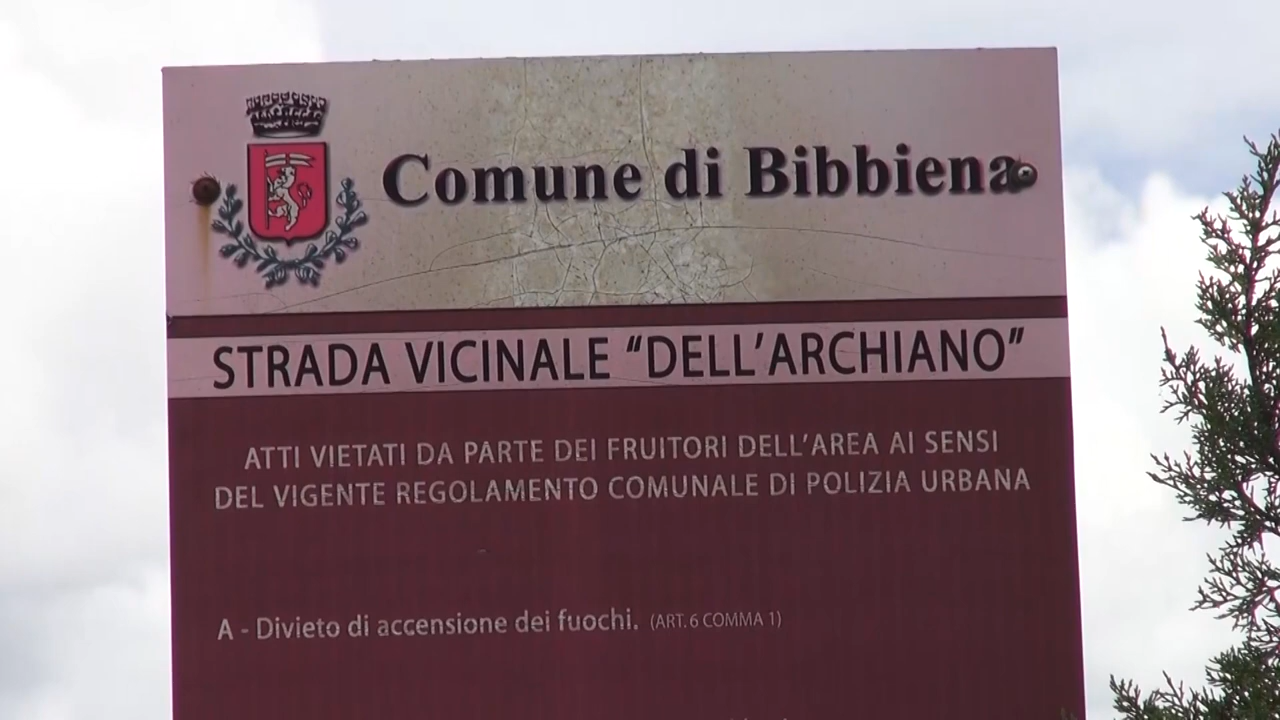 Comune di Bibbiena
STRADA VICINALE “DELL’ARCHIANO”
ATTI VIETATI DA PARTE DEI FRUITORI DELL’AREA AI SENSI
DEL VIGENTE REGOLAMENTO COMUNALE DI POLIZIA URBANA
A - Divieto di accensione dei fuochi. (ART. 6 COMMA 1)